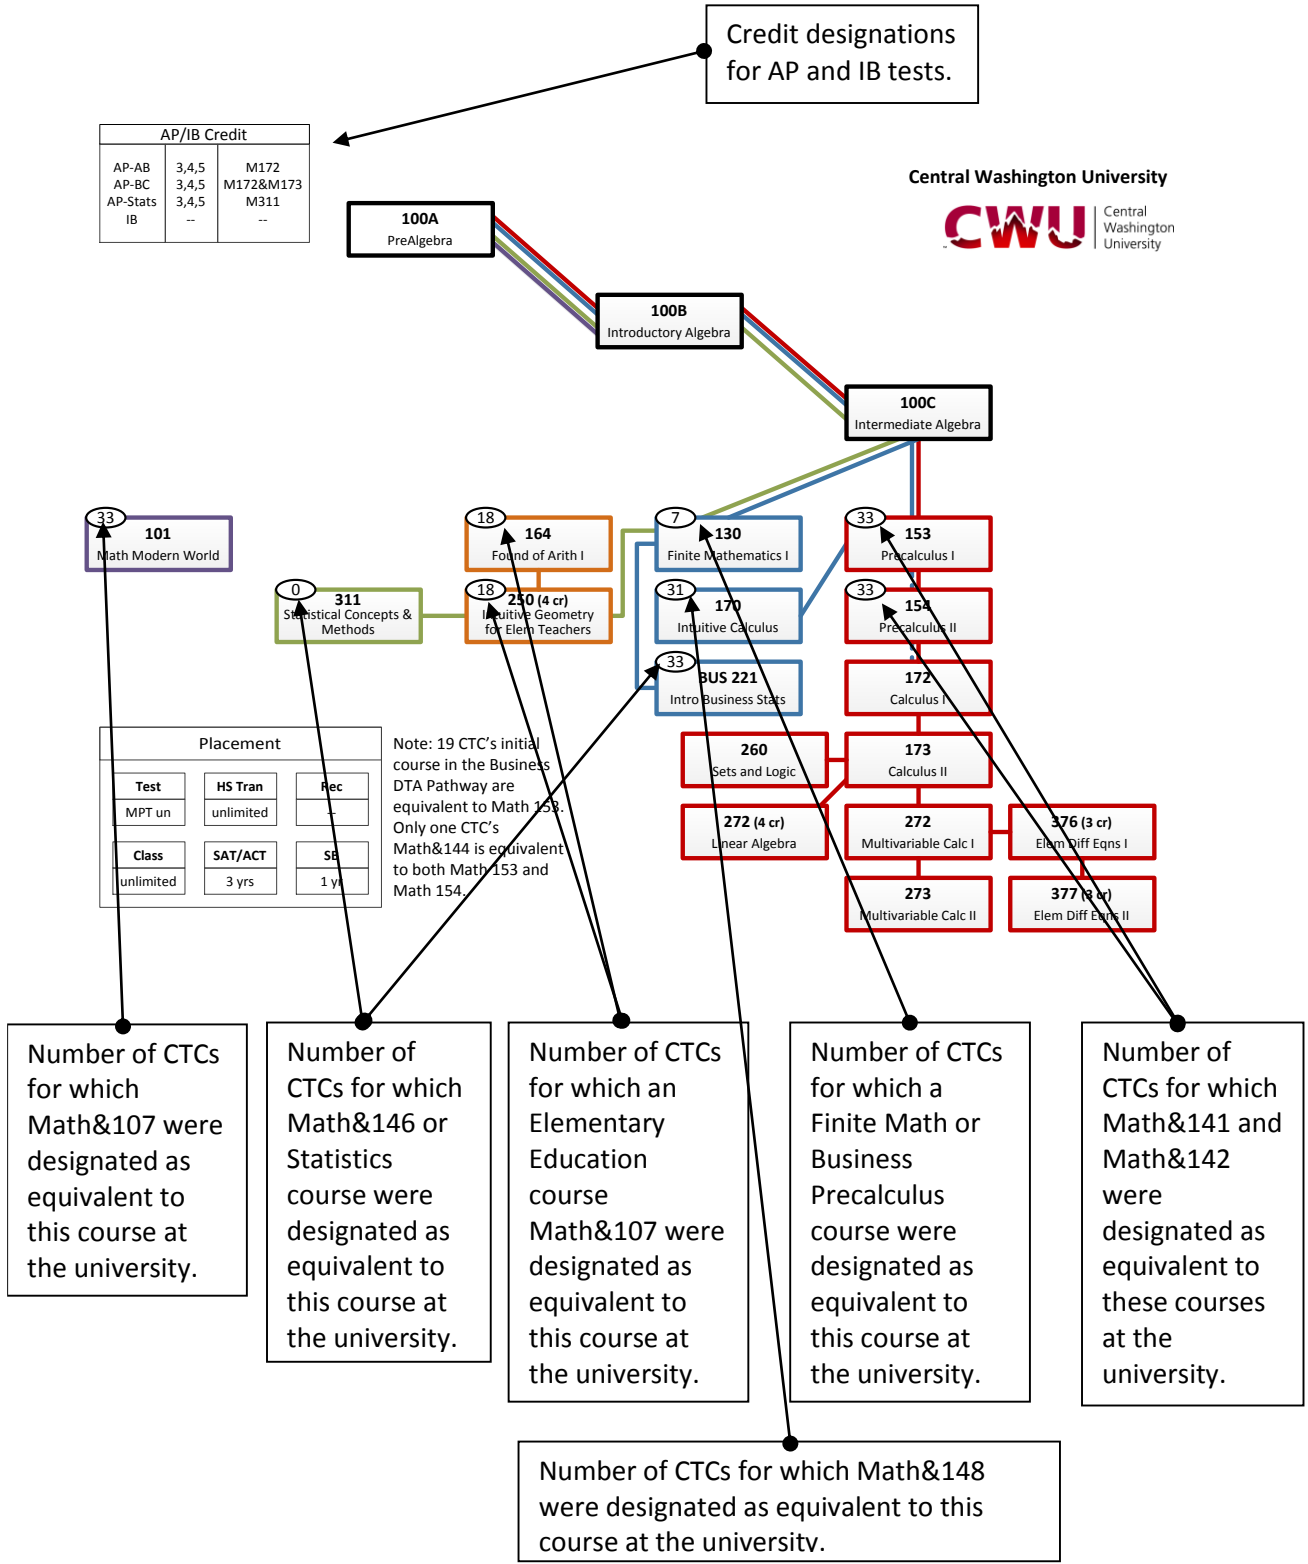 Credit designations
for AP and IB tests.
AP/IB Credit
AP-AB 3,4,5 M172
AP-BC 3,4,5 M172&M173
AP-Stats 3,4,5 M311
IB -- --
Central Washington University
CWU
Central
Washington
University
100A
PreAlgebra
100B
Introductory Algebra
100C
Intermediate Algebra
33
101
Math Modern World
18
164
Found of Arith I
7
130
Finite Mathematics I
33
153
Precalculus I
0
311
Statistical Concepts &
Methods
18
250 (4 cr)
Intuitive Geometry
for Elem Teachers
31
170
Intuitive Calculus
33
154
Precalculus II
33
BUS 221
Intro Business Stats
172
Calculus I
260
Sets and Logic
173
Calculus II
272 (4 cr)
Linear Algebra
272
Multivariable Calc I
376 (3 cr)
Elem Diff Eqns I
273
Multivariable Calc II
377 (3 cr)
Elem Diff Eqns II
Placement
Test
MPT un
HS Tran
unlimited
Rec
--
Class
unlimited
SAT/ACT
3 yrs
SB
1 yr
Note: 19 CTC's initial
course in the Business
DTA Pathway are
equivalent to Math 153.
Only one CTC's
Math&144 is equivalent
to both Math 153 and
Math 154.
Number of CTCs
for which
Math&107 were
designated as
equivalent to
this course at
the university.
Number of
CTCs for which
Math&146 or
Statistics
course were
designated as
equivalent to
this course at
the university.
Number of CTCs
for which an
Elementary
Education
course
Math&107 were
designated as
equivalent to
this course at
the university.
Number of CTCs
for which a
Finite Math or
Business
Precalculus
course were
designated as
equivalent to
this course at
the university.
Number of
CTCs for which
Math&141 and
Math&142
were
designated as
equivalent to
these courses
at the
university.
Number of CTCs for which Math&148
were designated as equivalent to this
course at the university.